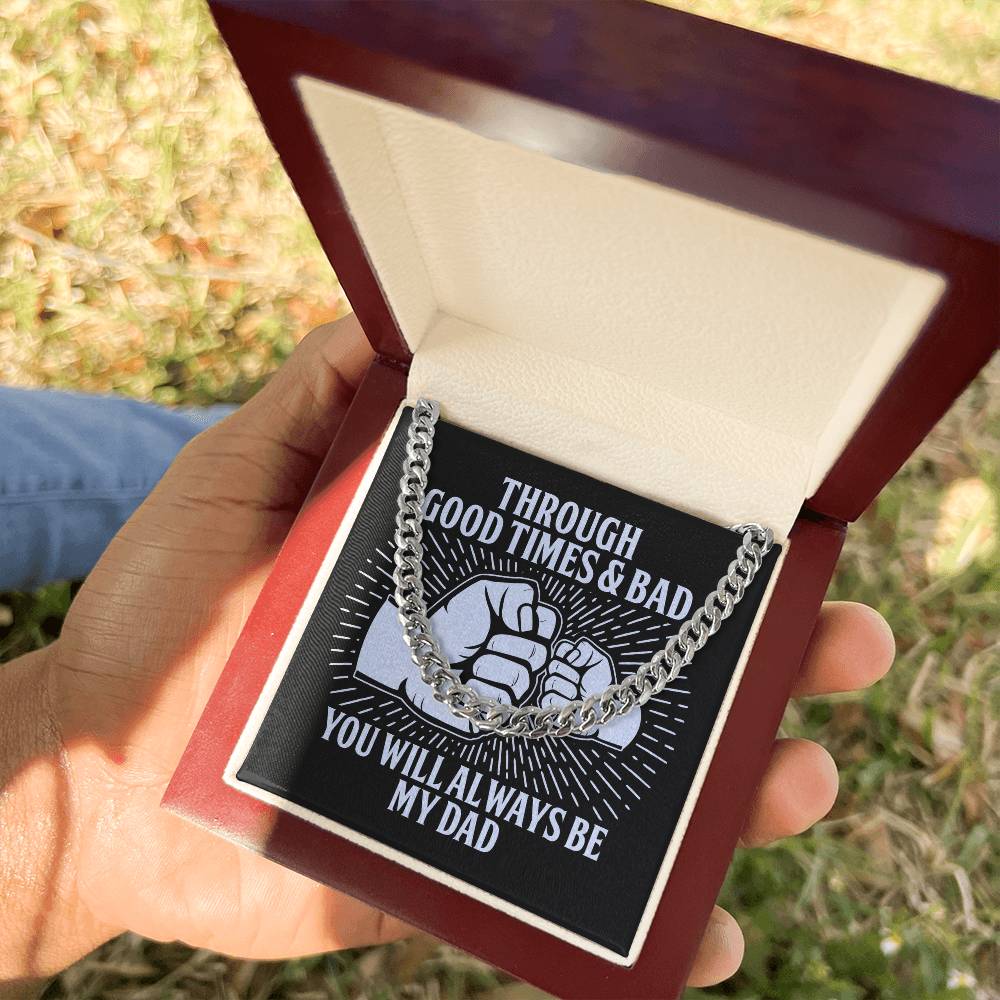 THROUGH
GOOD TIMES & BAD
YOU WILL ALWAYS BE
MY DAD